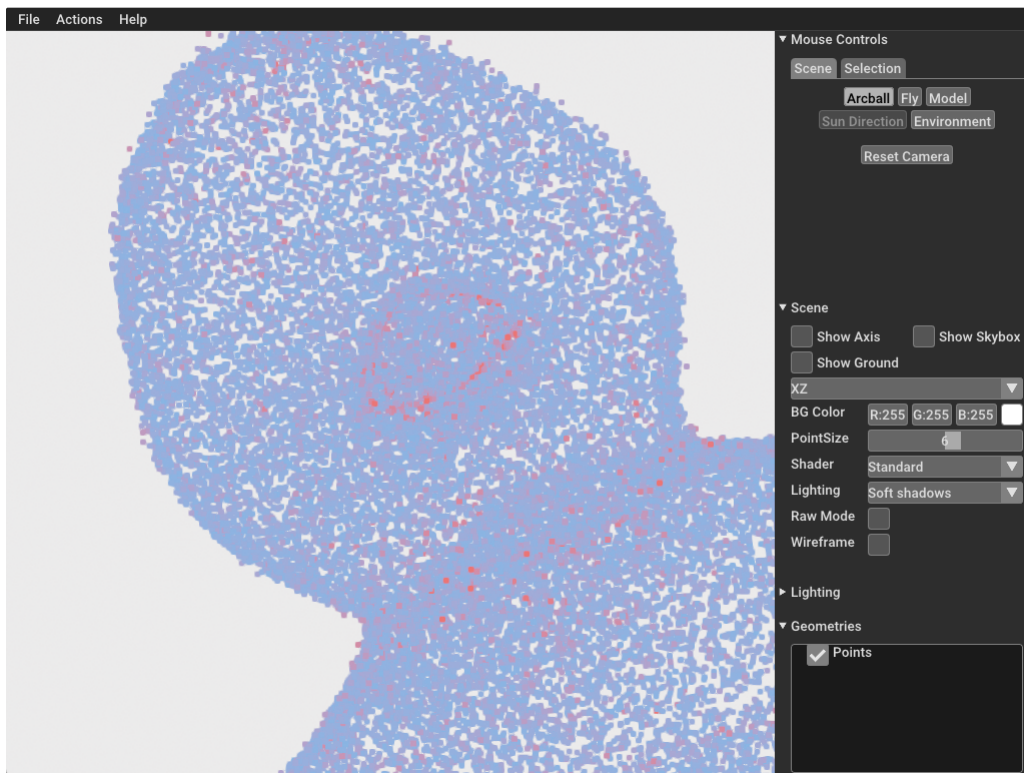 File Actions Help
Mouse Controls
Scene Selection
Arcball Fly Model
Sun Direction Environment
Reset Camera
Scene
Show Axis Show Skybox
Show Ground
XZ
BG Color R:255 G:255 B:255
PointSize 6
Shader Standard
Lighting Soft shadows
Raw Mode
Wireframe
Lighting
Geometries
Points